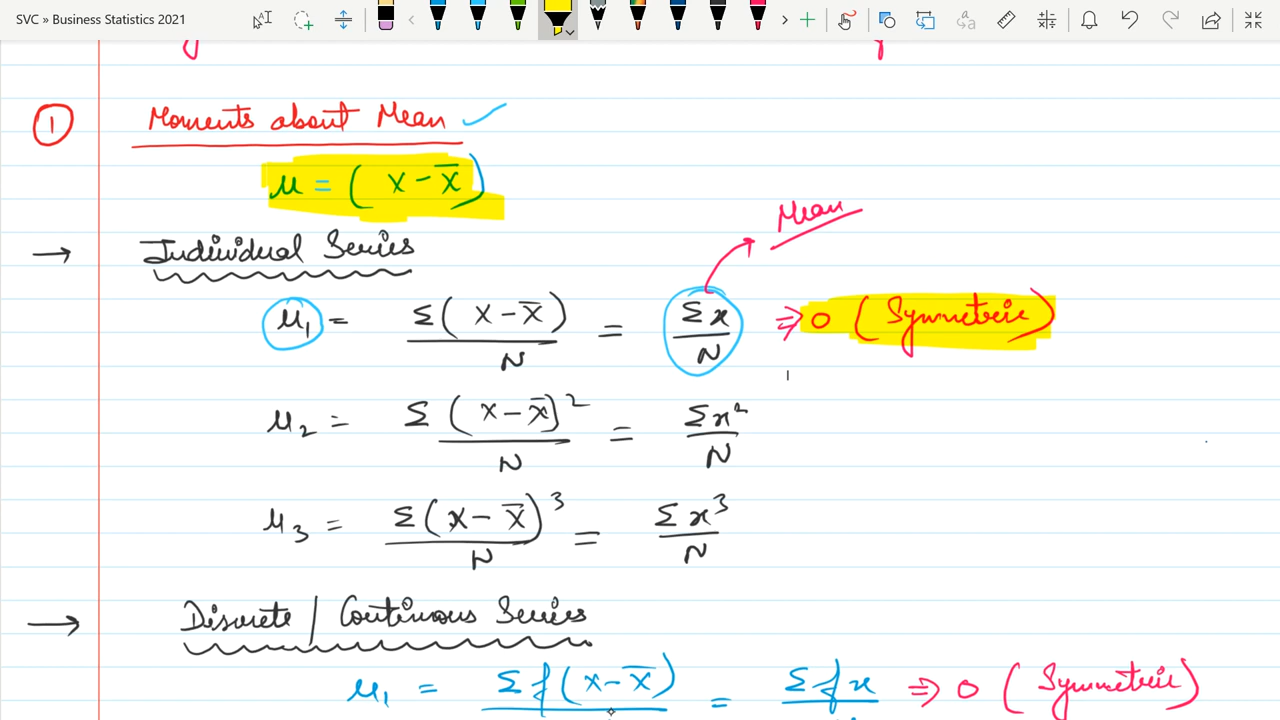 SVC » Business Statistics 2021
① Moments about Mean ✓
μ = ( X - X̄ )
Mean
→ Individual Series
μ₁ = Σ( X - X̄ ) / N = Σx / N ⇒ 0 ( Symmetric )
μ₂ = Σ ( X - X̄ )² / N = Σx² / N
μ₃ = Σ ( X - X̄ )³ / N = Σx³ / N
→ Discrete / Continuous Series
μ₁ = Σf( X - X̄ ) = Σfx ⇒ 0 ( Symmetric )